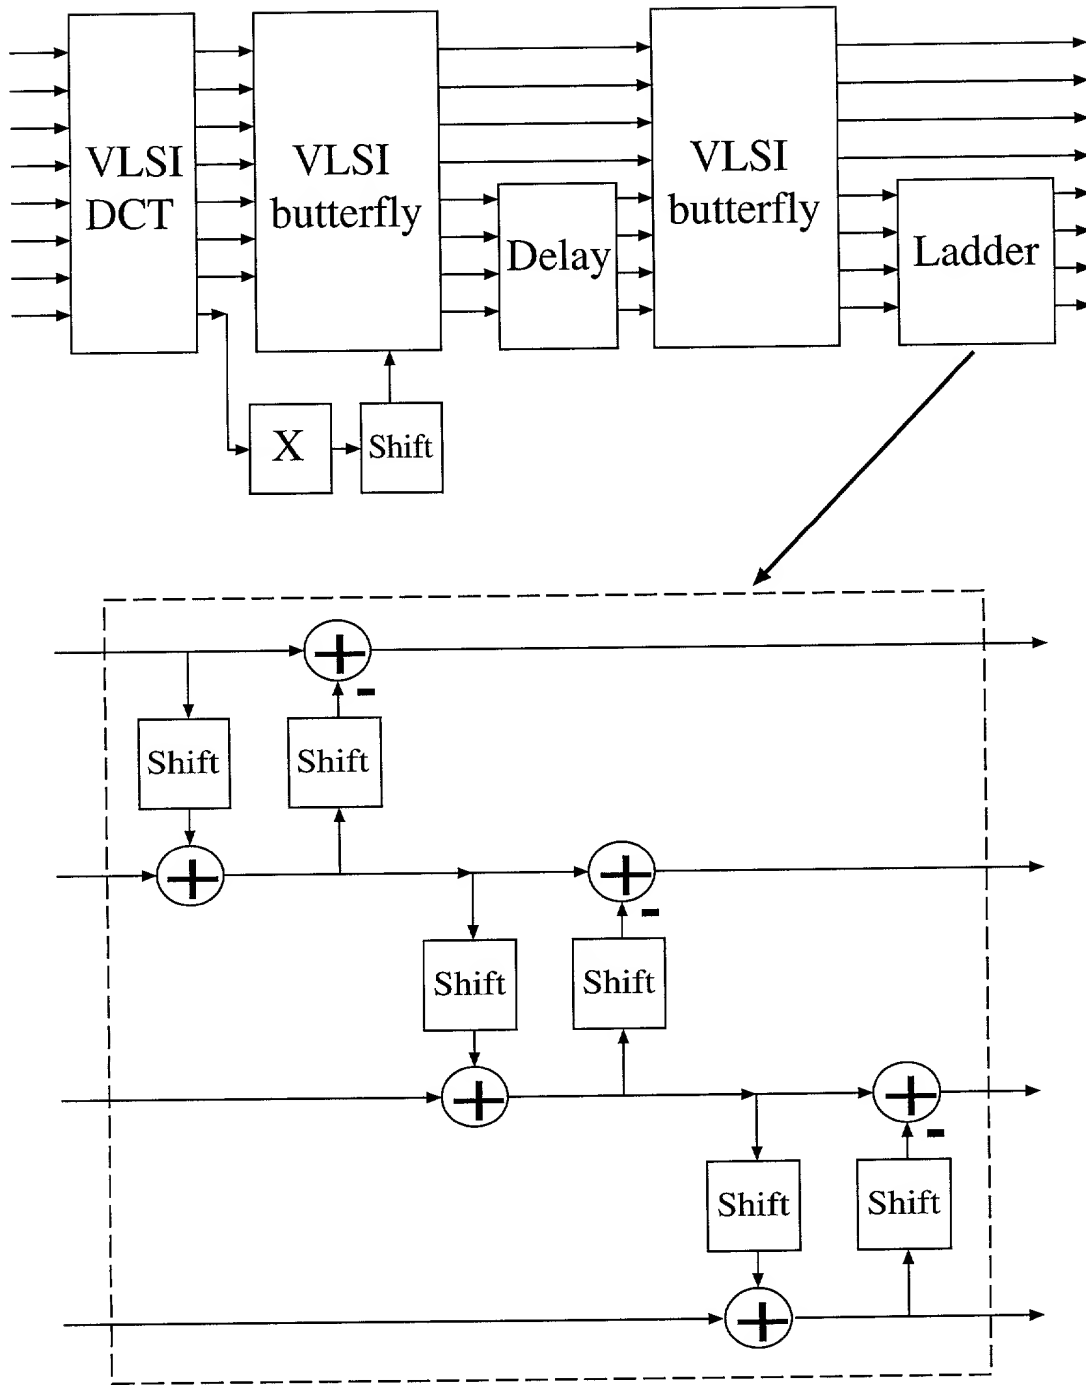 VLSI
DCT
VLSI
butterfly
Delay
VLSI
butterfly
Ladder
X
Shift
+
-
Shift
Shift
+
+
-
Shift
Shift
+
+
-
Shift
Shift
+